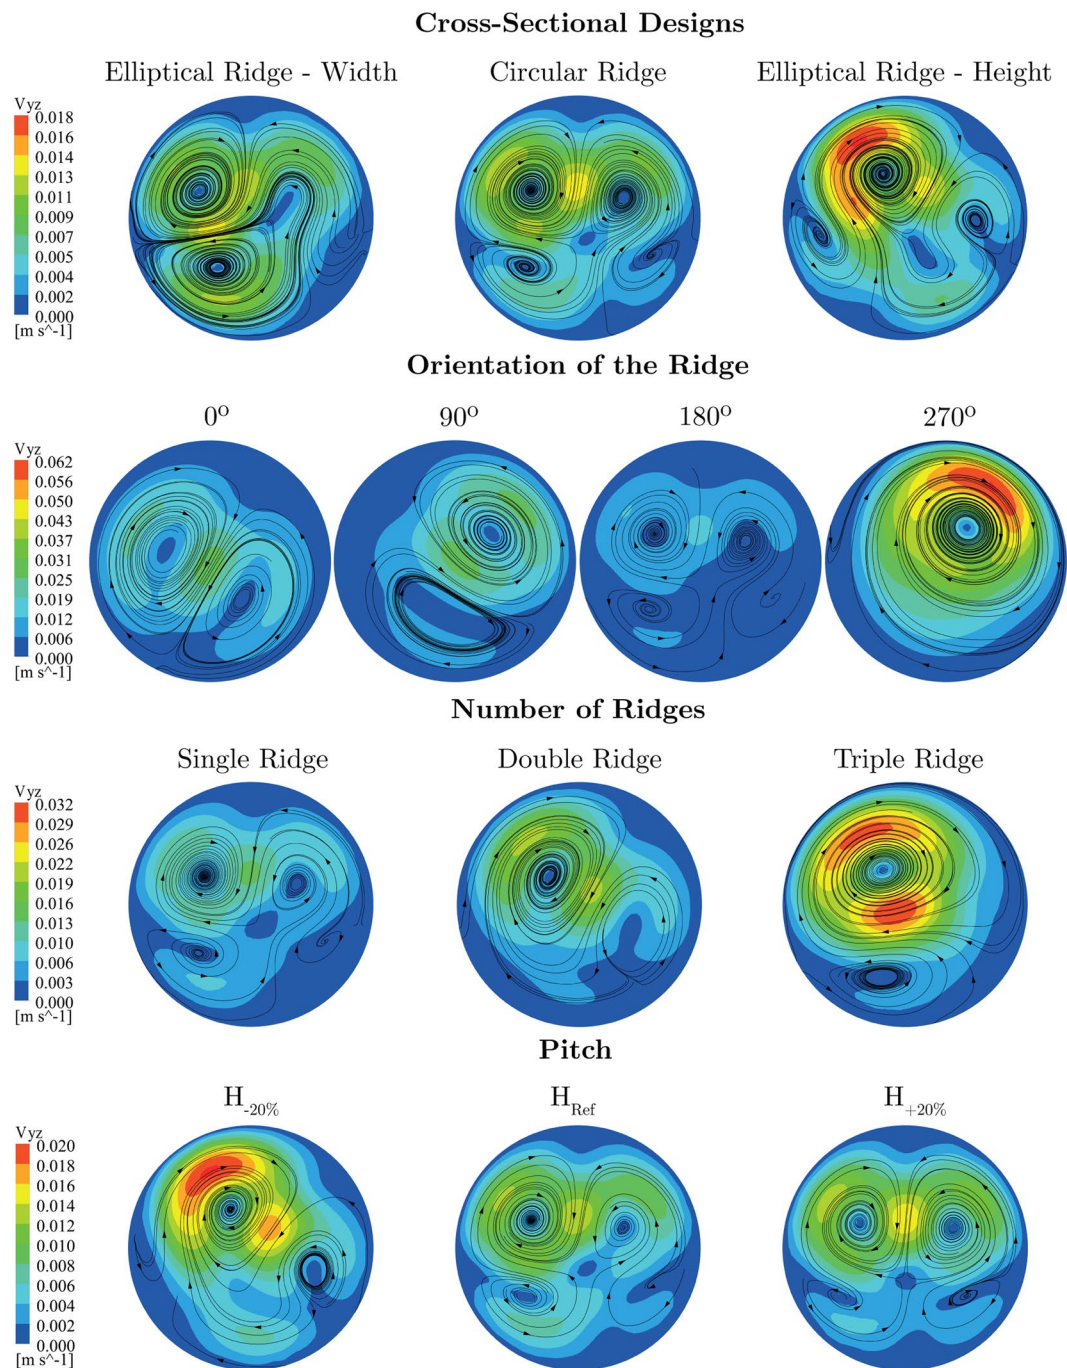 Cross-Sectional Designs
Elliptical Ridge - Width
Circular Ridge
Elliptical Ridge - Height
Vyz
0.018
0.016
0.014
0.013
0.011
0.009
0.007
0.005
0.004
0.002
0.000
[m s^-1]
Orientation of the Ridge
0º
90º
180º
270º
Vyz
0.062
0.056
0.050
0.043
0.037
0.031
0.025
0.019
0.012
0.006
0.000
[m s^-1]
Number of Ridges
Single Ridge
Double Ridge
Triple Ridge
Vyz
0.032
0.029
0.026
0.022
0.019
0.016
0.013
0.010
0.006
0.003
0.000
[m s^-1]
Pitch
H-20%
HRef
H+20%
Vyz
0.020
0.018
0.016
0.014
0.012
0.010
0.008
0.006
0.004
0.002
0.000
[m s^-1]